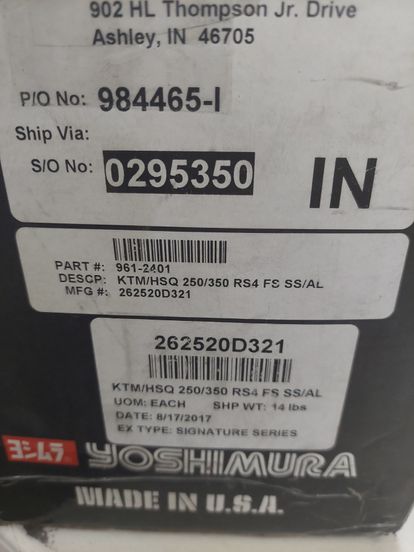 902 HL Thompson Jr. Drive
Ashley, IN 46705
P/O No: 984465-I
Ship Via:
S/O No: 0295350
IN
PART #: 961-2401
DESCP: KTM/HSQ 250/350 RS4 FS SS/AL
MFG #: 262520D321
262520D321
KTM/HSQ 250/350 RS4 FS SS/AL
UOM: EACH SHP WT: 14 lbs
DATE: 8/17/2017
EX TYPE: SIGNATURE SERIES
ヨシムラ YOSHIMURA
MADE IN U.S.A.